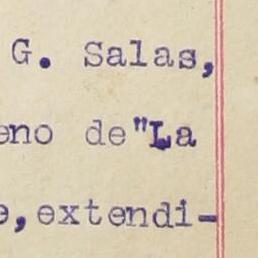 G. Salas,
eno de"La
e,extendi-